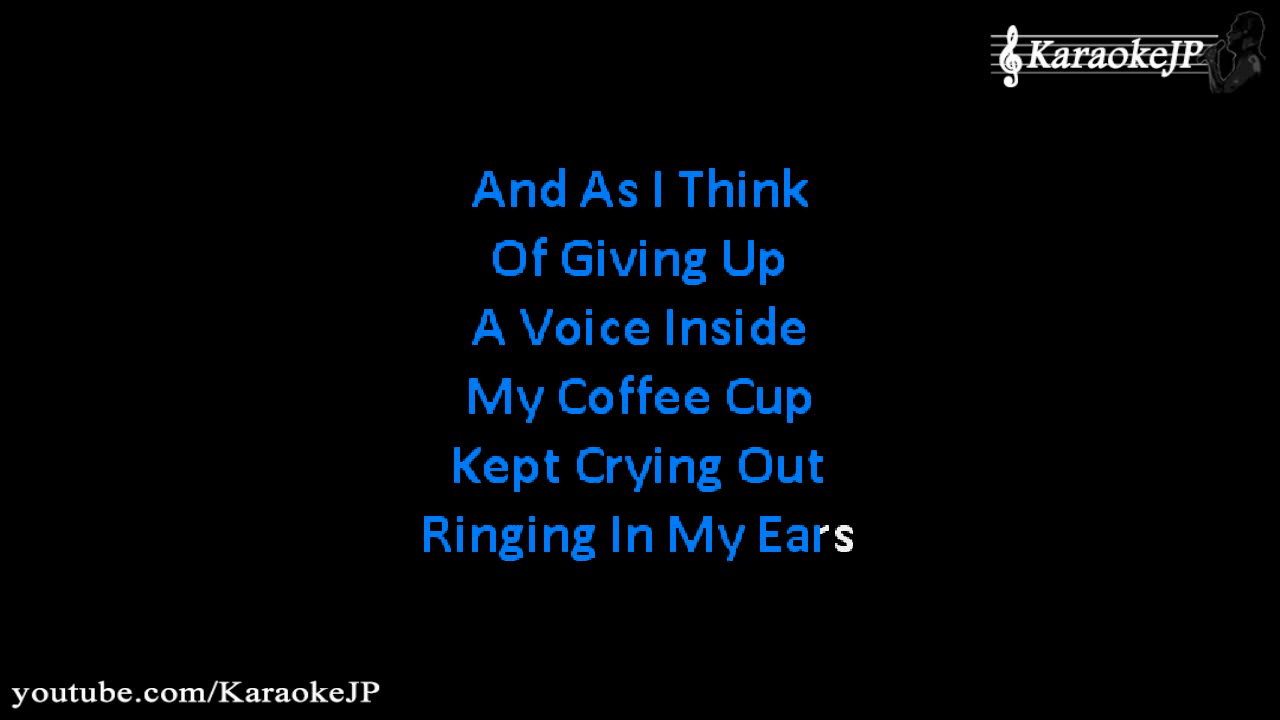 KaraokeJP
And As I Think
Of Giving Up
A Voice Inside
My Coffee Cup
Kept Crying Out
Ringing In My Ears
youtube.com/KaraokeJP